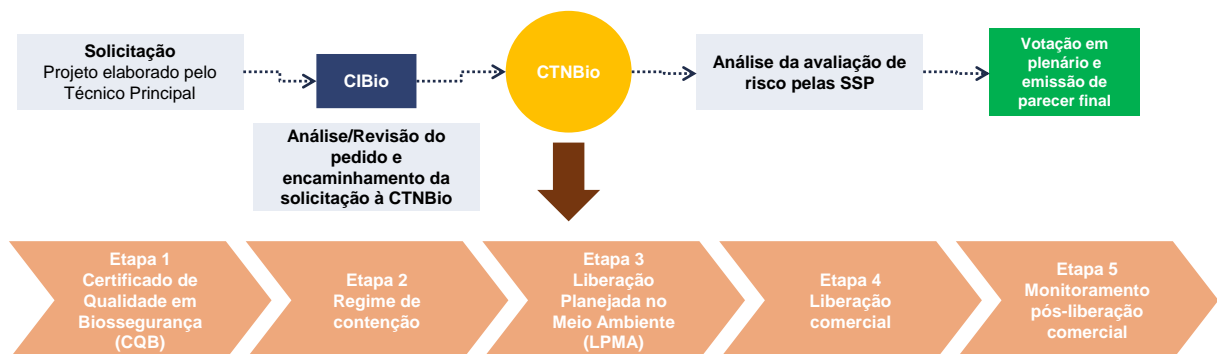 Solicitação
Projeto elaborado pelo
Técnico Principal
CIBio
Análise/Revisão do
pedido e
encaminhamento da
solicitação à CTNBio
CTNBio
Análise da avaliação de
risco pelas SSP
Votação em
plenário e
emissão de
parecer final
Etapa 1
Certificado de
Qualidade em
Biossegurança
(CQB)
Etapa 2
Regime de
contenção
Etapa 3
Liberação
Planejada no
Meio Ambiente
(LPMA)
Etapa 4
Liberação
comercial
Etapa 5
Monitoramento
pós-liberação
comercial